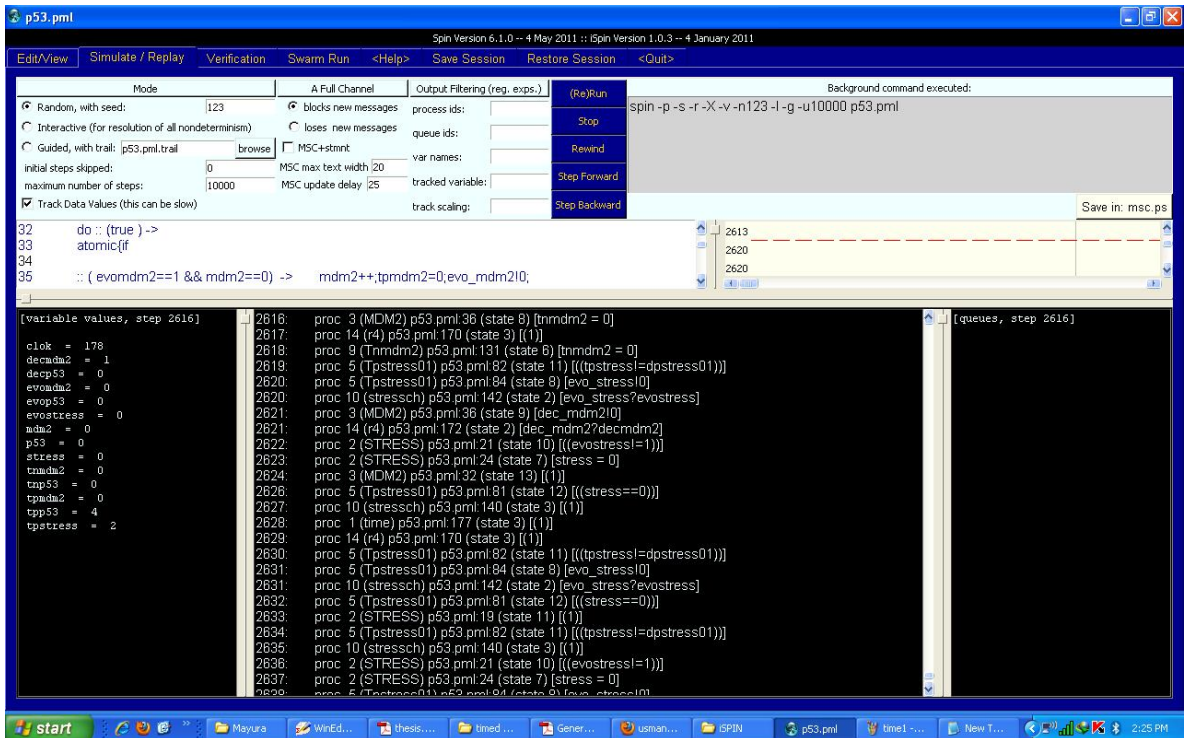 p53.pml
Spin Version 6.1.0 -- 4 May 2011 :: iSpin Version 1.0.3 -- 4 January 2011
Edit/View Simulate / Replay Verification Swarm Run <Help> Save Session Restore Session <Quit>
Mode A Full Channel Output Filtering (reg. exps.) (Re)Run Background command executed:
Random, with seed: 123 blocks new messages process ids: spin -p -s -r -X -v -n123 -l -g -u10000 p53.pml
Interactive (for resolution of all nondeterminism) loses new messages queue ids: Stop
Guided, with trail: p53.pml.trail browse MSC+stmnt var names: Rewind
initial steps skipped: 0 MSC max text width 20
maximum number of steps: 10000 MSC update delay 25 tracked variable: Step Forward
Track Data Values (this can be slow) track scaling: Step Backward Save in: msc.ps
32 do :: (true ) ->
33 atomic{if
34
35 :: ( evomdm2==1 && mdm2==0) -> mdm2++;tpmdm2=0;evo_mdm2!0;
2613
2620
2620
[variable values, step 2616]
clok = 178
decmdm2 = 1
decp53 = 0
evomdm2 = 0
evop53 = 0
evostress = 0
mdm2 = 0
p53 = 0
stress = 0
tnmdm2 = 0
tnp53 = 0
tpmdm2 = 0
tpp53 = 4
tpstress = 2
2616: proc 3 (MDM2) p53.pml:36 (state 8) [tnmdm2 = 0]
2617: proc 14 (r4) p53.pml:170 (state 3) [(1)]
2618: proc 9 (Tnmdm2) p53.pml:131 (state 6) [tnmdm2 = 0]
2619: proc 5 (Tpstress01) p53.pml:82 (state 11) [((tpstress!=dpstress01))]
2620: proc 5 (Tpstress01) p53.pml:84 (state 8) [evo_stress!0]
2620: proc 10 (stressch) p53.pml:142 (state 2) [evo_stress?evostress]
2621: proc 3 (MDM2) p53.pml:36 (state 9) [dec_mdm2!0]
2621: proc 14 (r4) p53.pml:172 (state 2) [dec_mdm2?decmdm2]
2622: proc 2 (STRESS) p53.pml:21 (state 10) [((evostress!=1))]
2623: proc 2 (STRESS) p53.pml:24 (state 7) [stress = 0]
2624: proc 3 (MDM2) p53.pml:32 (state 13) [(1)]
2626: proc 5 (Tpstress01) p53.pml:81 (state 12) [((stress==0))]
2627: proc 10 (stressch) p53.pml:140 (state 3) [(1)]
2628: proc 1 (time) p53.pml:177 (state 3) [(1)]
2629: proc 14 (r4) p53.pml:170 (state 3) [(1)]
2630: proc 5 (Tpstress01) p53.pml:82 (state 11) [((tpstress!=dpstress01))]
2631: proc 5 (Tpstress01) p53.pml:84 (state 8) [evo_stress!0]
2631: proc 10 (stressch) p53.pml:142 (state 2) [evo_stress?evostress]
2632: proc 5 (Tpstress01) p53.pml:81 (state 12) [((stress==0))]
2633: proc 2 (STRESS) p53.pml:19 (state 11) [(1)]
2634: proc 5 (Tpstress01) p53.pml:82 (state 11) [((tpstress!=dpstress01))]
2635: proc 10 (stressch) p53.pml:140 (state 3) [(1)]
2636: proc 2 (STRESS) p53.pml:21 (state 10) [((evostress!=1))]
2637: proc 2 (STRESS) p53.pml:24 (state 7) [stress = 0]
2638: proc 5 (Tpstress01) p53.pml:84 (state 8) [evo_stress!0]
[queues, step 2616]
start Mayura WinEd... thesis.... timed ... Gener... usman... iSPIN p53.pml time1 -... New T... 2:25 PM